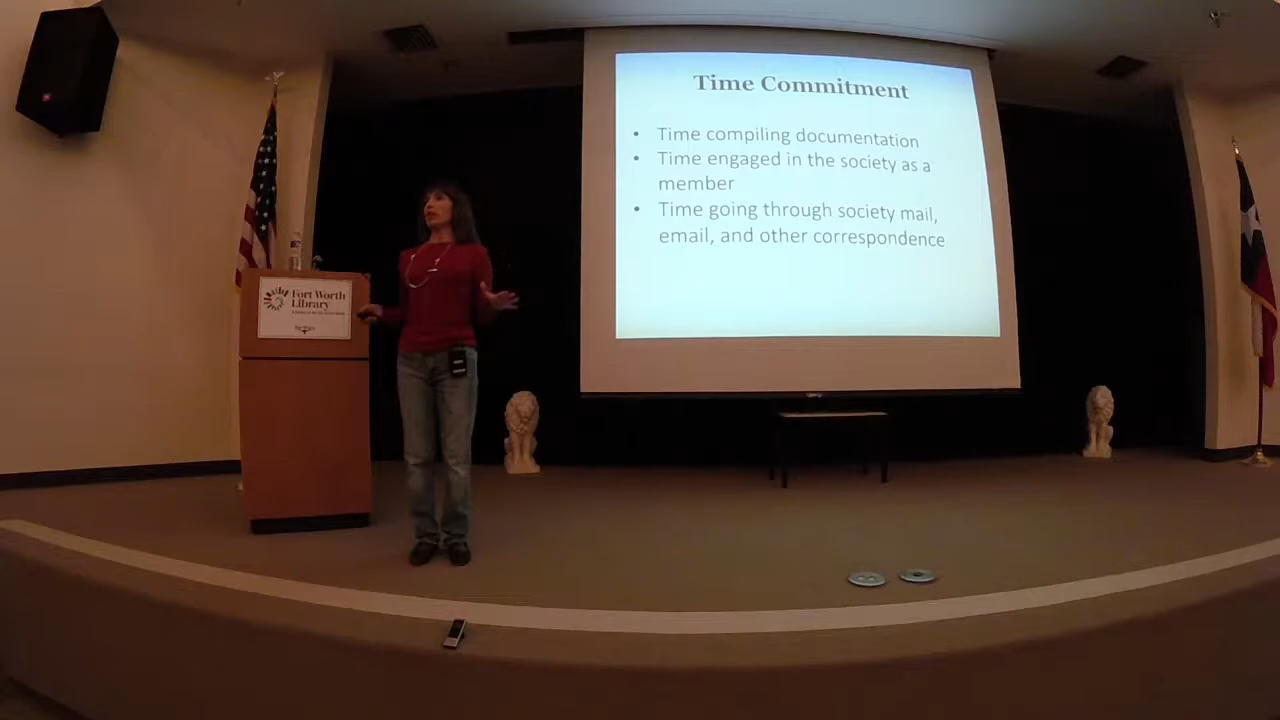 Time Commitment
• Time compiling documentation
• Time engaged in the society as a
member
• Time going through society mail,
email, and other correspondence
Fort Worth
Library